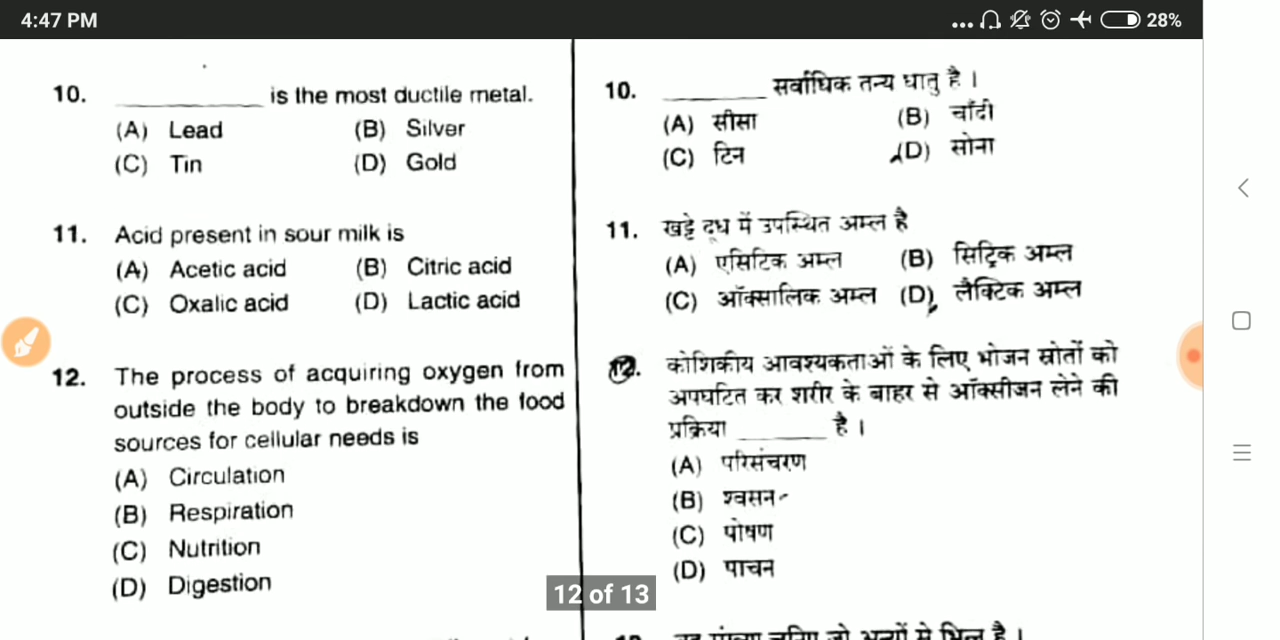 4:47 PM
... 28%
10. ________ is the most ductile metal.
(A) Lead (B) Silver
(C) Tin (D) Gold
11. Acid present in sour milk is
(A) Acetic acid (B) Citric acid
(C) Oxalic acid (D) Lactic acid
12. The process of acquiring oxygen from
outside the body to breakdown the food
sources for cellular needs is
(A) Circulation
(B) Respiration
(C) Nutrition
(D) Digestion
10. ________ सर्वाधिक तन्य धातु है ।
(A) सीसा (B) चाँदी
(C) टिन (D) सोना
11. खट्टे दूध में उपस्थित अम्ल है
(A) एसिटिक अम्ल (B) सिट्रिक अम्ल
(C) ऑक्सालिक अम्ल (D) लैक्टिक अम्ल
12. कोशिकीय आवश्यकताओं के लिए भोजन स्रोतों को
अपघटित कर शरीर के बाहर से ऑक्सीजन लेने की
प्रक्रिया ________ है ।
(A) परिसंचरण
(B) श्वसन
(C) पोषण
(D) पाचन
12 of 13